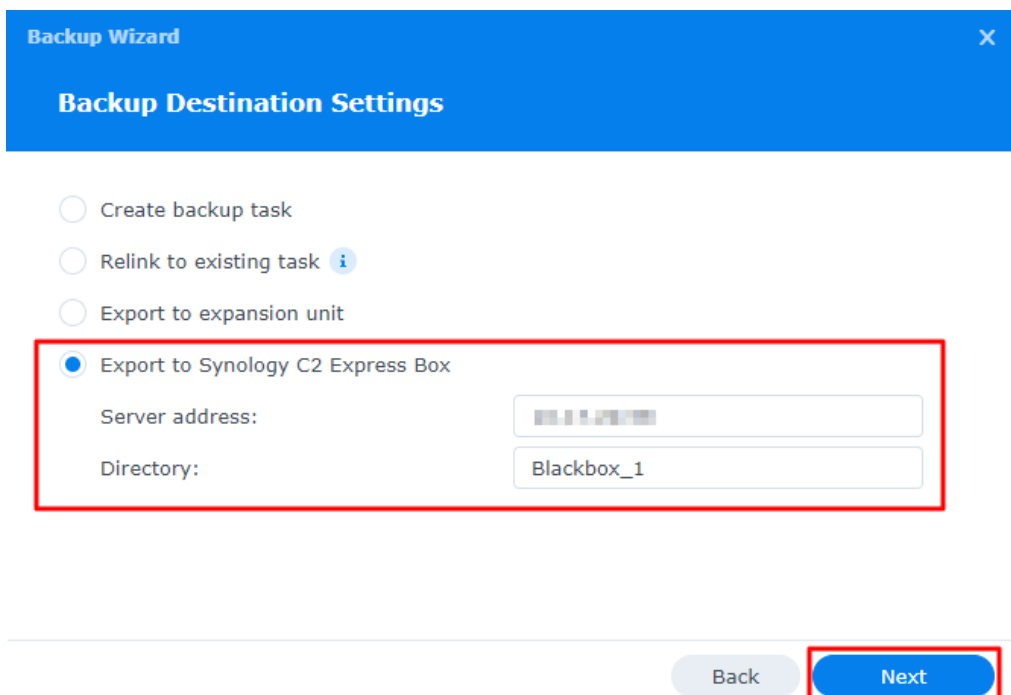 Backup Wizard
X
Backup Destination Settings
Create backup task
Relink to existing task i
Export to expansion unit
Export to Synology C2 Express Box
Server address:
Directory: Blackbox_1
Back Next